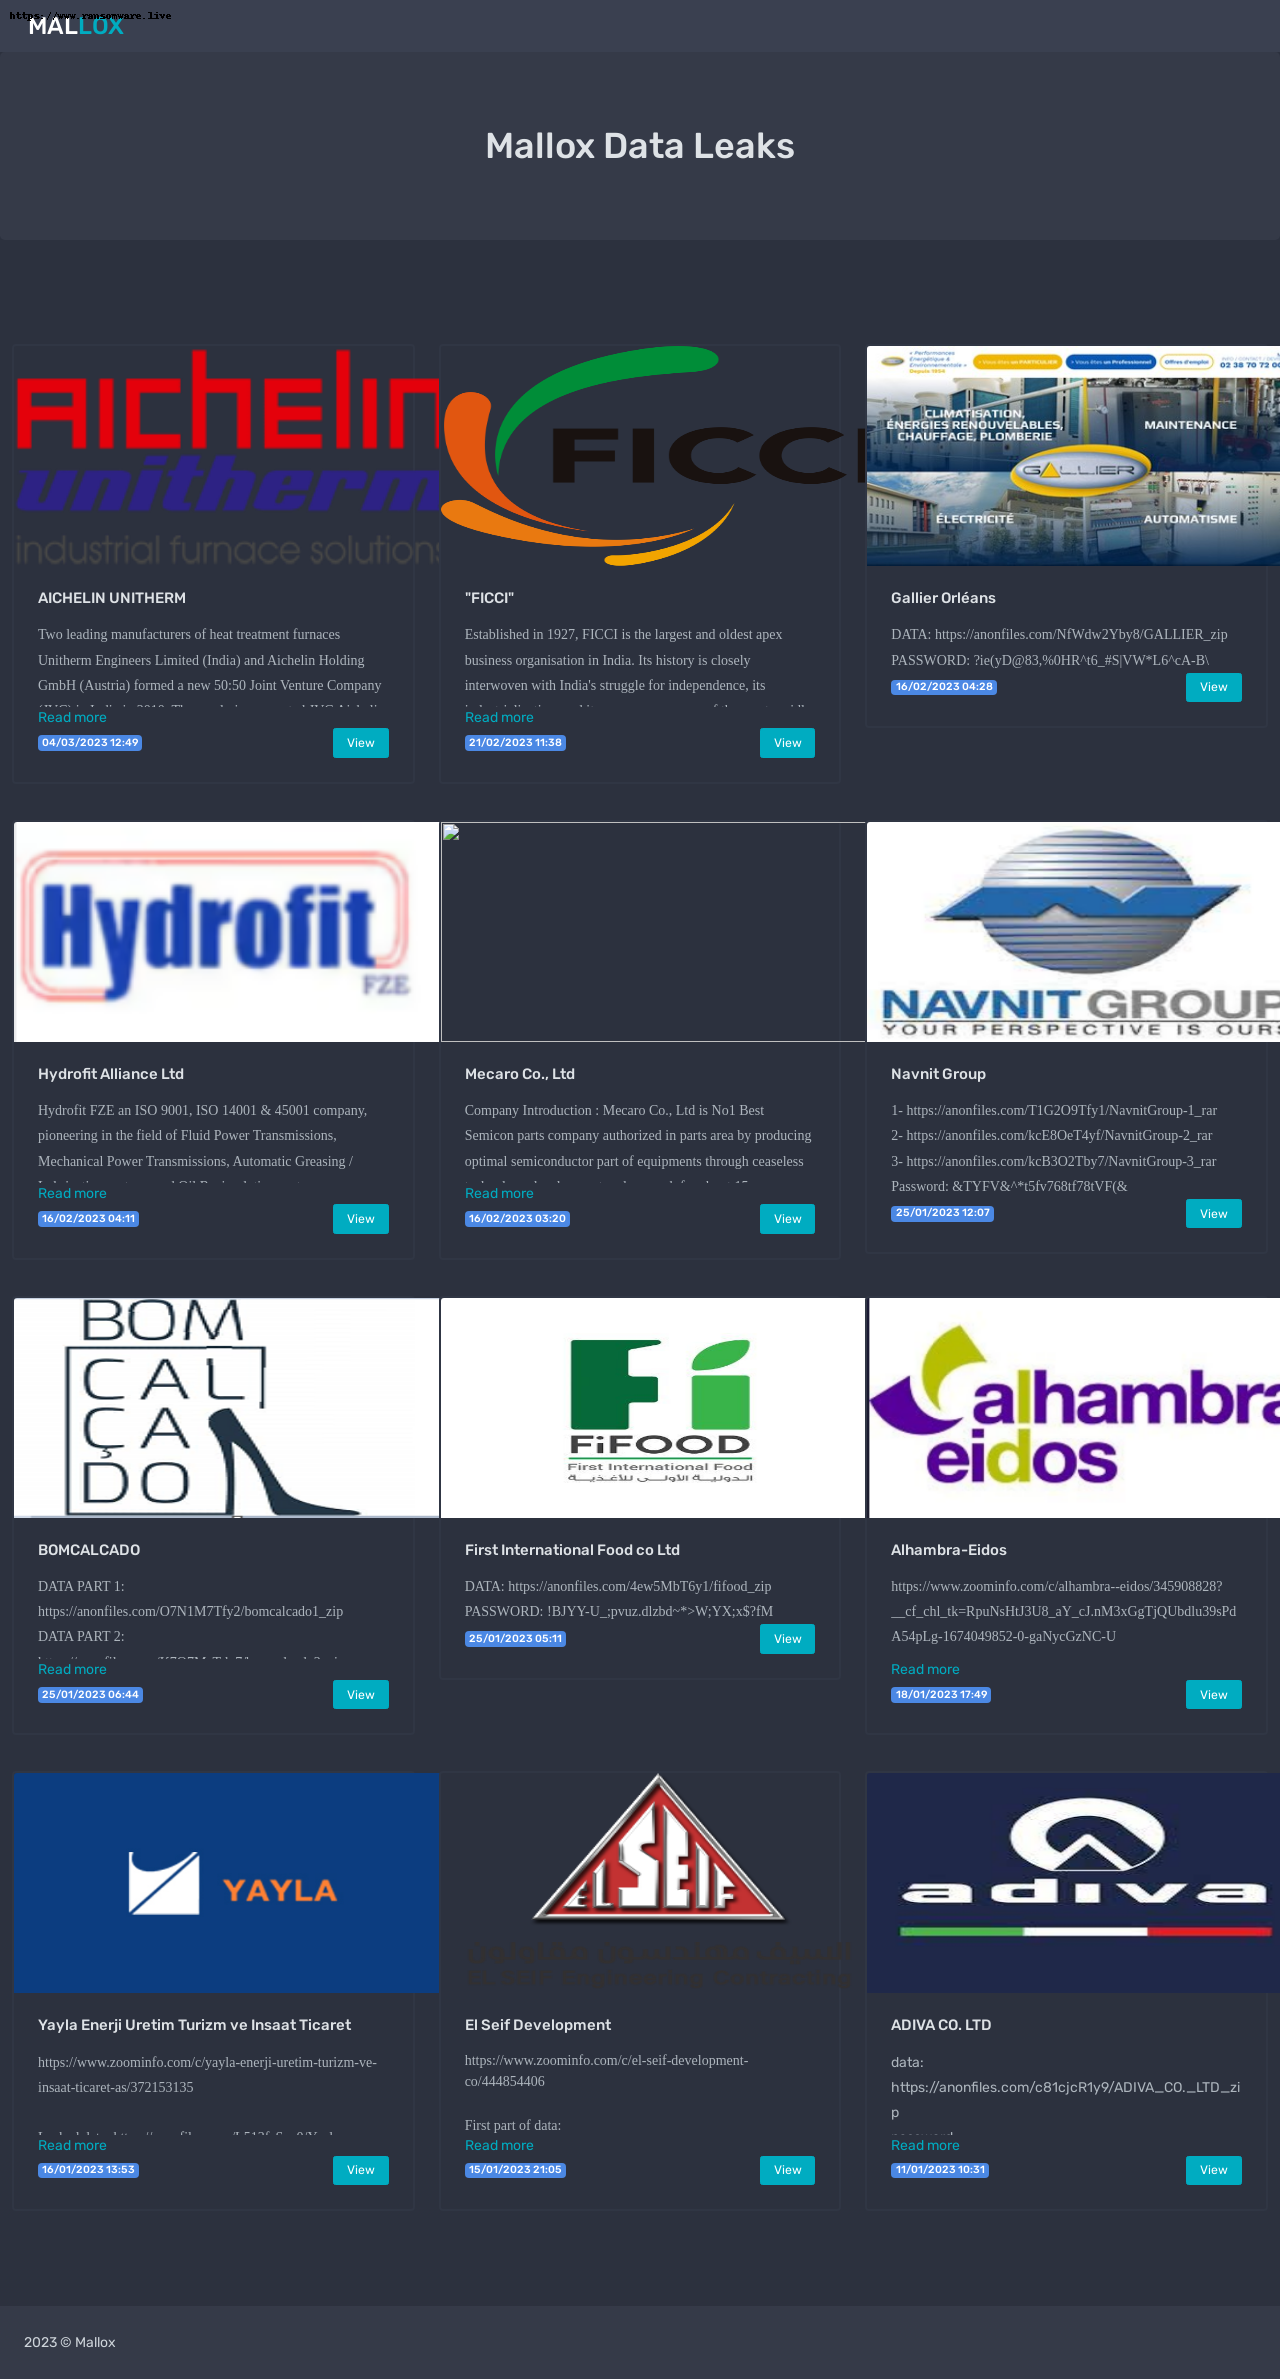 https://www.ransomware.live
MALLOX
Mallox Data Leaks
AICHELIN
unitherm
industrial furnace solutions
AICHELIN UNITHERM
Two leading manufacturers of heat treatment furnaces
Unitherm Engineers Limited (India) and Aichelin Holding
GmbH (Austria) formed a new 50:50 Joint Venture Company
Read more
04/03/2023 12:49
View
FICCI
"FICCI"
Established in 1927, FICCI is the largest and oldest apex
business organisation in India. Its history is closely
interwoven with India's struggle for independence, its
Read more
21/02/2023 11:38
View
« Performances
Energétique &
Environnementale »
Depuis 1954
Vous êtes un PARTICULIER
Vous êtes un Professionnel
Offres d'emploi
02 38 70 72 00
CLIMATISATION,
ÉNERGIES RENOUVELABLES,
CHAUFFAGE, PLOMBERIE
MAINTENANCE
GALLIER
ÉLECTRICITÉ
AUTOMATISME
Gallier Orléans
DATA: https://anonfiles.com/NfWdw2Yby8/GALLIER_zip
PASSWORD: ?ie(yD@83,%0HR^t6_#S|VW*L6^cA-B\
16/02/2023 04:28
View
Hydrofit
FZE
Hydrofit Alliance Ltd
Hydrofit FZE an ISO 9001, ISO 14001 & 45001 company,
pioneering in the field of Fluid Power Transmissions,
Mechanical Power Transmissions, Automatic Greasing /
Read more
16/02/2023 04:11
View
Mecaro Co., Ltd
Company Introduction : Mecaro Co., Ltd is No1 Best
Semicon parts company authorized in parts area by producing
optimal semiconductor part of equipments through ceaseless
Read more
16/02/2023 03:20
View
NAVNIT GROUP
YOUR PERSPECTIVE IS OURS
Navnit Group
1- https://anonfiles.com/T1G2O9Tfy1/NavnitGroup-1_rar
2- https://anonfiles.com/kcE8OeT4yf/NavnitGroup-2_rar
3- https://anonfiles.com/kcB3O2Tby7/NavnitGroup-3_rar
Password: &TYFV&^*t5fv768tf78tVF(&
25/01/2023 12:07
View
BOM
CAL
ÇA
DO
BOMCALCADO
DATA PART 1:
https://anonfiles.com/O7N1M7Tfy2/bomcalcado1_zip
DATA PART 2:
Read more
25/01/2023 06:44
View
Fi
FiFOOD
First International Food
الدولية الأولى للأغذية
First International Food co Ltd
DATA: https://anonfiles.com/4ew5MbT6y1/fifood_zip
PASSWORD: !BJYY-U_;pvuz.dlzbd~*>W;YX;x$?fM
25/01/2023 05:11
View
alhambra
eidos
Alhambra-Eidos
https://www.zoominfo.com/c/alhambra--eidos/345908828?
__cf_chl_tk=RpuNsHtJ3U8_aY_cJ.nM3xGgTjQUbdlu39sPd
A54pLg-1674049852-0-gaNycGzNC-U
Read more
18/01/2023 17:49
View
YAYLA
Yayla Enerji Uretim Turizm ve Insaat Ticaret
https://www.zoominfo.com/c/yayla-enerji-uretim-turizm-ve-
insaat-ticaret-as/372153135
Read more
16/01/2023 13:53
View
EL SEIF
El Seif Development
https://www.zoominfo.com/c/el-seif-development-
co/444854406
First part of data:
Read more
15/01/2023 21:05
View
adiva
ADIVA CO. LTD
data:
https://anonfiles.com/c81cjcR1y9/ADIVA_CO._LTD_zi
p
Read more
11/01/2023 10:31
View
2023 © Mallox